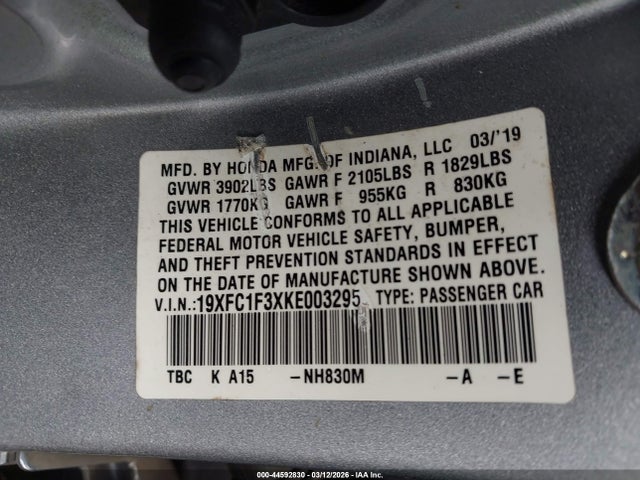 MFD. BY HONDA MFG. OF INDIANA, LLC 03/'19
GVWR 3902LBS GAWR F 2105LBS R 1829LBS
GVWR 1770KG GAWR F 955KG R 830KG
THIS VEHICLE CONFORMS TO ALL APPLICABLE
FEDERAL MOTOR VEHICLE SAFETY, BUMPER,
AND THEFT PREVENTION STANDARDS IN EFFECT
ON THE DATE OF MANUFACTURE SHOWN ABOVE.
V.I.N.:19XFC1F3XKE003295 TYPE: PASSENGER CAR
TBC K A15 -NH830M -A -E
000-44592830 - 03/12/2026 - IAA Inc.